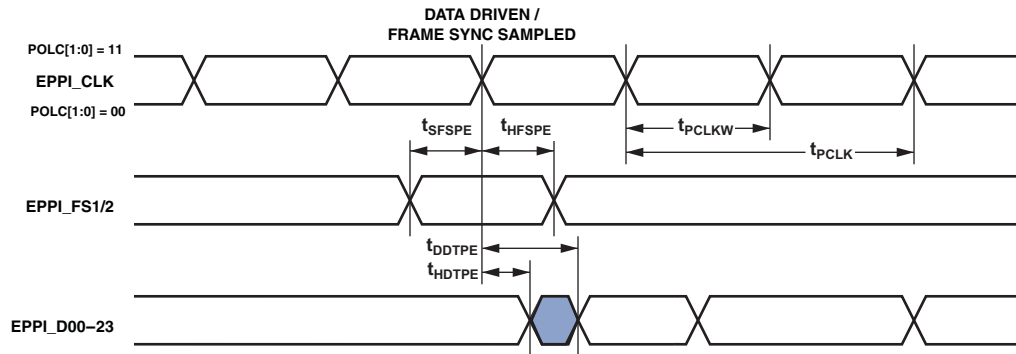 DATA DRIVEN /
FRAME SYNC SAMPLED
POLC[1:0] = 11
EPPI_CLK
POLC[1:0] = 00
tSFSPE
tHFSPE
tPCLKW
tPCLK
EPPI_FS1/2
tDDTPE
tHDTPE
EPPI_D00–23